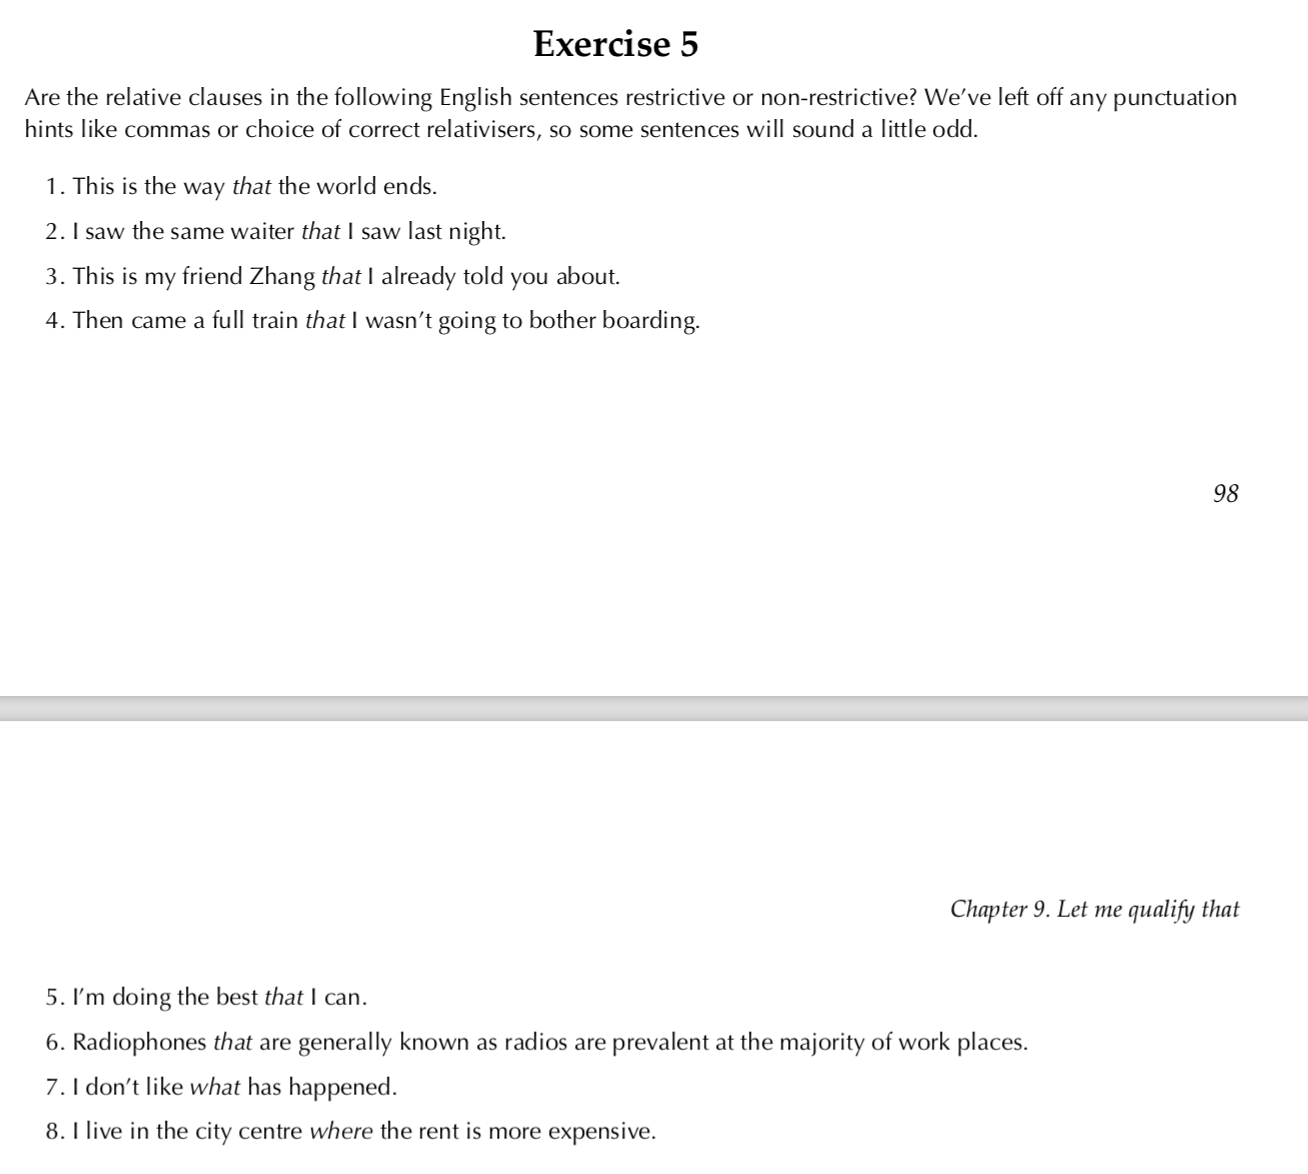 Exercise 5
Are the relative clauses in the following English sentences restrictive or non-restrictive? We’ve left off any punctuation
hints like commas or choice of correct relativisers, so some sentences will sound a little odd.
1. This is the way that the world ends.
2. I saw the same waiter that I saw last night.
3. This is my friend Zhang that I already told you about.
4. Then came a full train that I wasn’t going to bother boarding.
98
Chapter 9. Let me qualify that
5. I’m doing the best that I can.
6. Radiophones that are generally known as radios are prevalent at the majority of work places.
7. I don’t like what has happened.
8. I live in the city centre where the rent is more expensive.